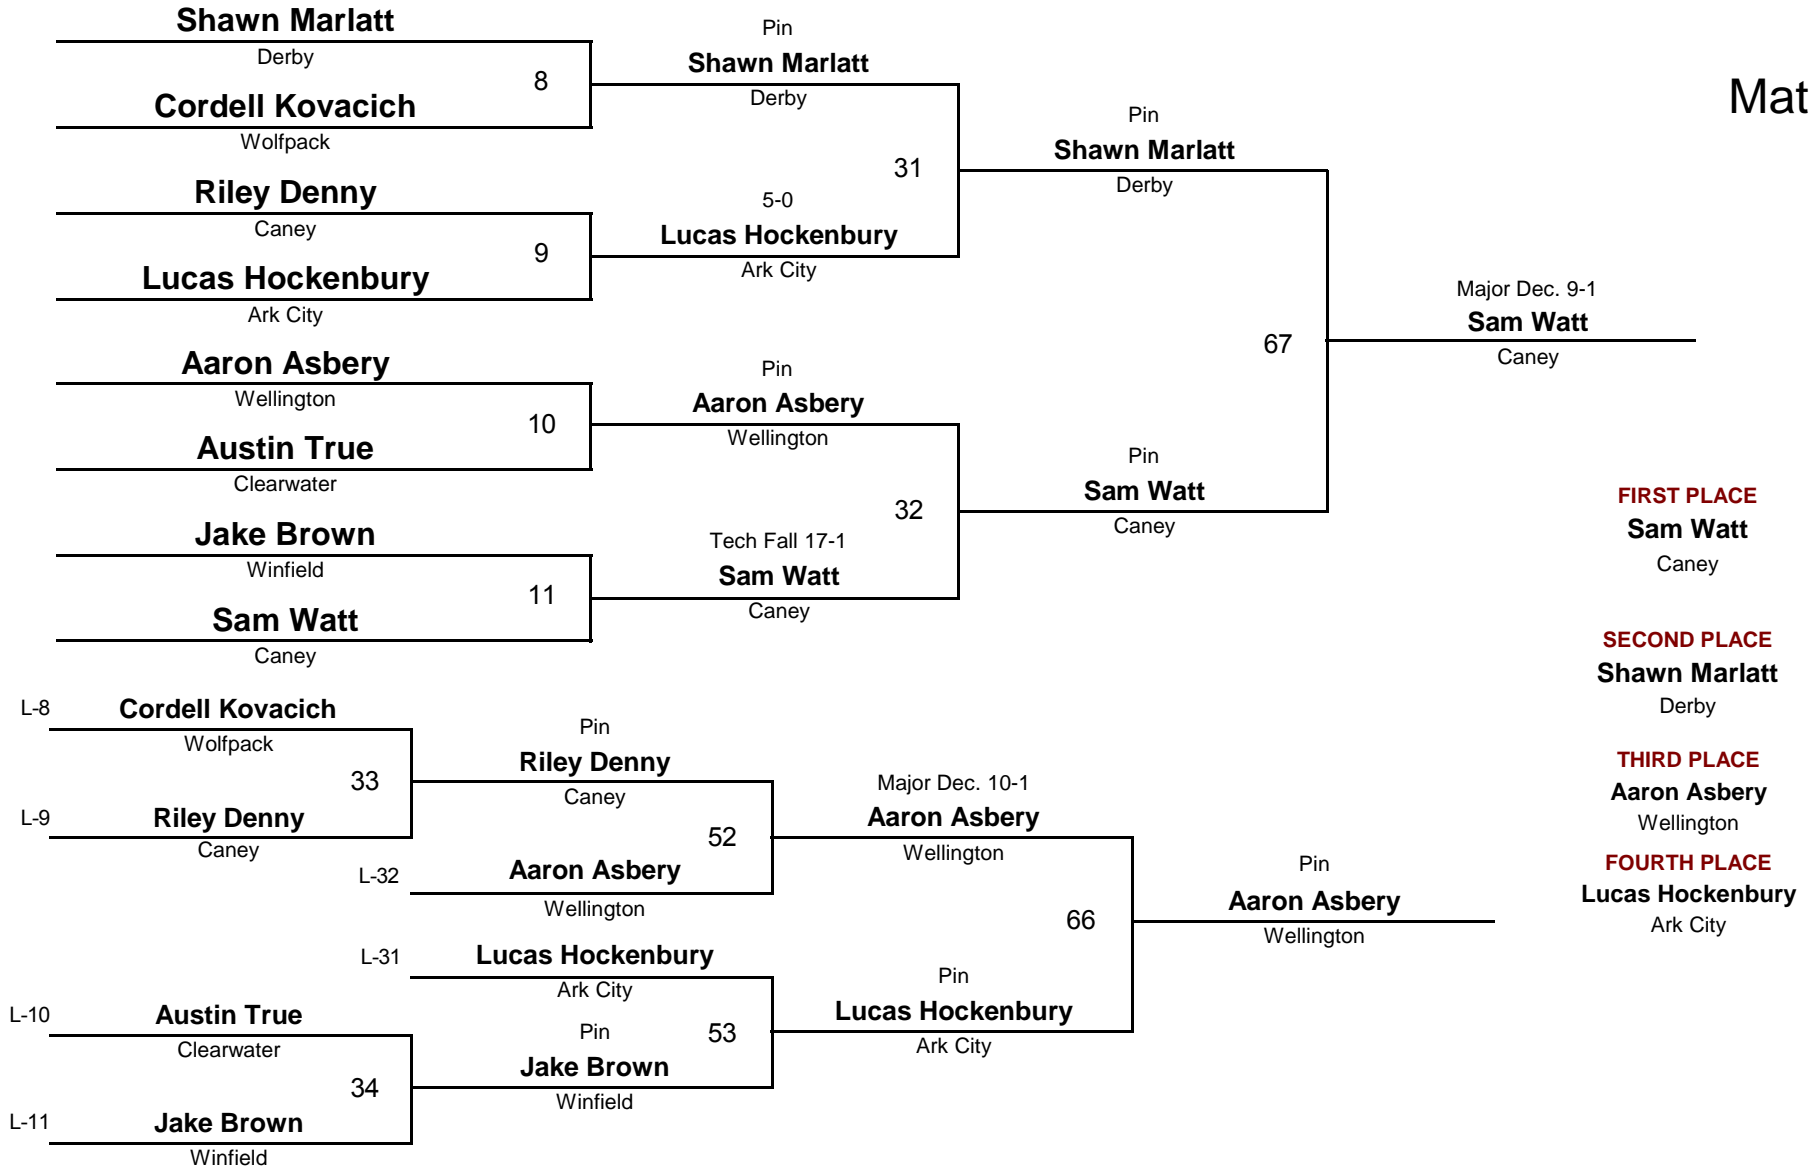 Shawn Marlatt
Derby
8
Cordell Kovacich
Wolfpack
Riley Denny
Caney
9
Lucas Hockenbury
Ark City
Aaron Asbery
Wellington
10
Austin True
Clearwater
Jake Brown
Winfield
11
Sam Watt
Caney
Pin
Shawn Marlatt
Derby
31
5-0
Lucas Hockenbury
Ark City
Pin
Aaron Asbery
Wellington
32
Tech Fall 17-1
Sam Watt
Caney
Pin
Shawn Marlatt
Derby
67
Pin
Sam Watt
Caney
Major Dec. 9-1
Sam Watt
Caney
Mat
FIRST PLACE
Sam Watt
Caney
SECOND PLACE
Shawn Marlatt
Derby
THIRD PLACE
Aaron Asbery
Wellington
FOURTH PLACE
Lucas Hockenbury
Ark City
L-8 Cordell Kovacich
Wolfpack
33
L-9 Riley Denny
Caney
Pin
Riley Denny
Caney
52
L-32 Aaron Asbery
Wellington
L-31 Lucas Hockenbury
Ark City
53
Pin
Jake Brown
Winfield
L-10 Austin True
Clearwater
34
L-11 Jake Brown
Winfield
Major Dec. 10-1
Aaron Asbery
Wellington
66
Pin
Lucas Hockenbury
Ark City
Pin
Aaron Asbery
Wellington